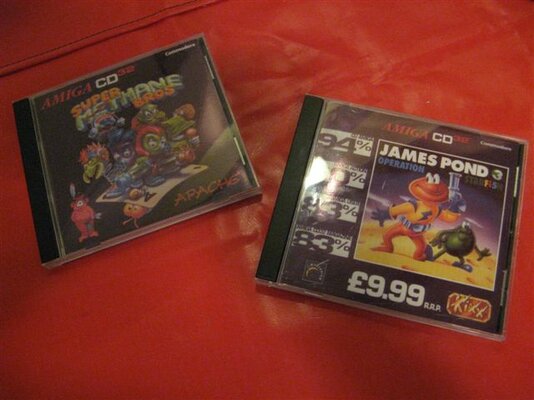 AMIGA CD32
Commodore
SUPER
METHANE
BROS
APACHE
AMIGA CD32
Commodore
94%
JAMES POND 3
OPERATION STARFISH
83%
£9.99
R.R.P.
Kixx